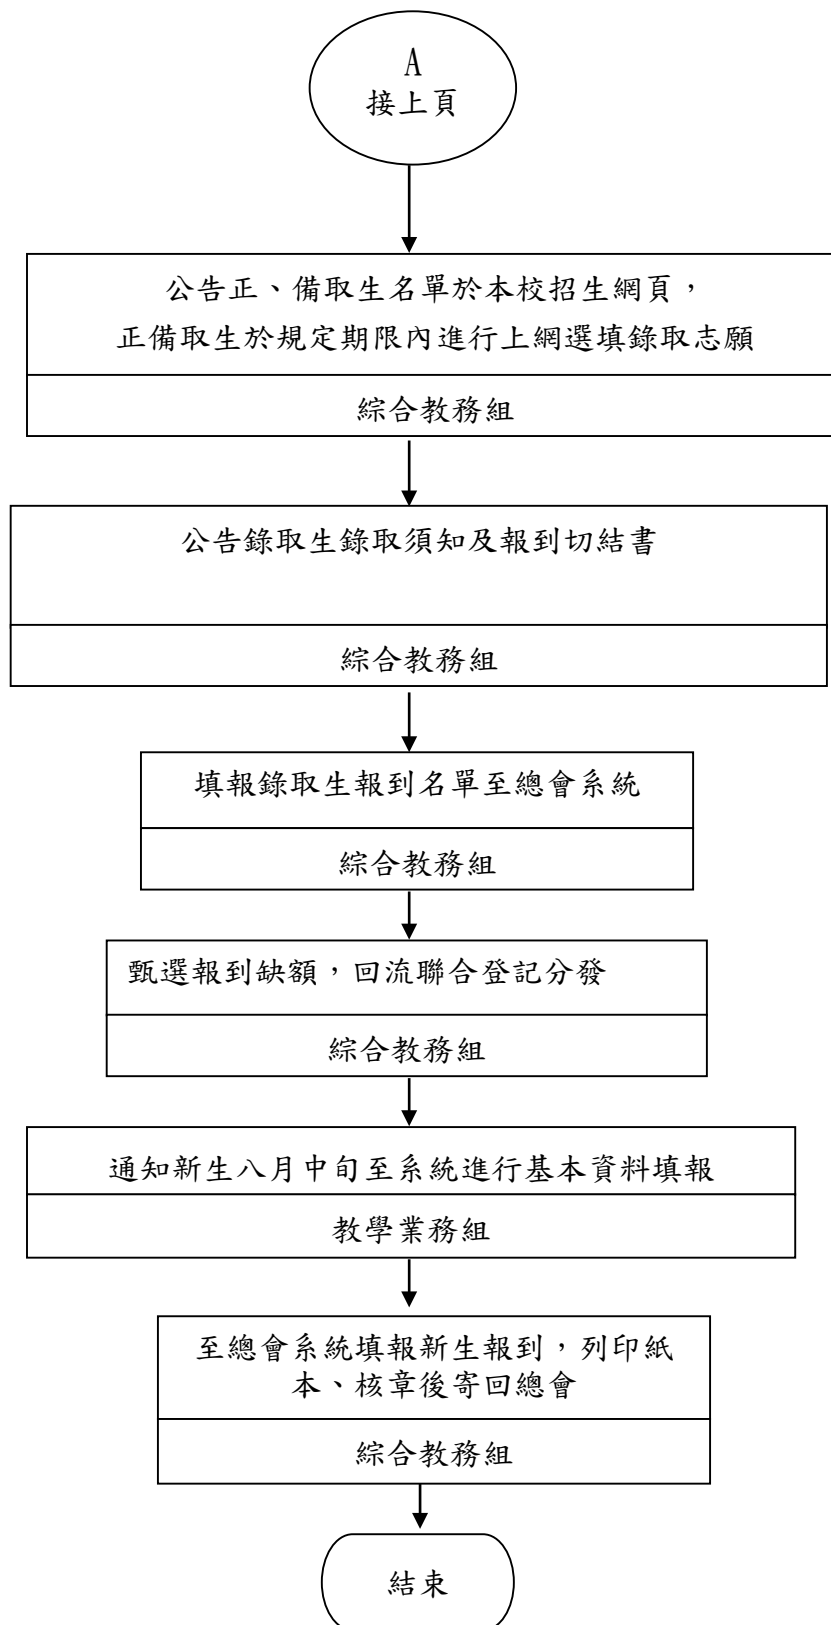 A
接上頁
公告正、備取生名單於本校招生網頁，
正備取生於規定期限內進行上網選填錄取志願
綜合教務組
公告錄取生錄取須知及報到切結書
綜合教務組
填報錄取生報到名單至總會系統
綜合教務組
甄選報到缺額，回流聯合登記分發
綜合教務組
通知新生八月中旬至系統進行基本資料填報
教學業務組
至總會系統填報新生報到，列印紙
本、核章後寄回總會
綜合教務組
結束